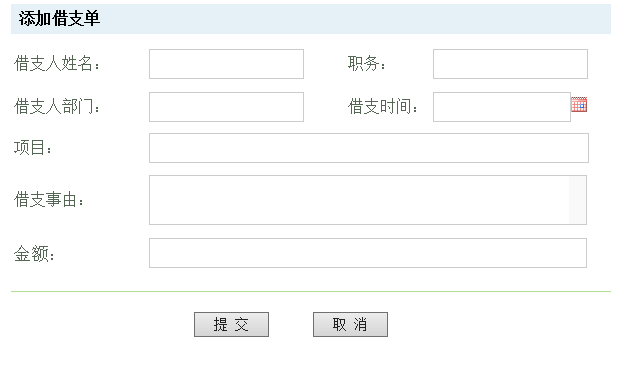 添加借支单
借支人姓名： 职务：
借支人部门： 借支时间：
项目：
借支事由：
金额：
提 交 取 消